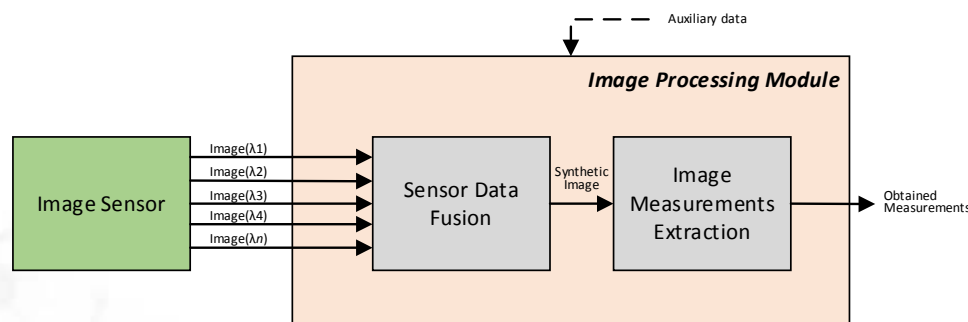 Auxiliary data
Image Processing Module
Image(λ1)
Image(λ2)
Image(λ3)
Image(λ4)
Image(λn)
Image Sensor
Sensor Data
Fusion
Synthetic
Image
Image
Measurements
Extraction
Obtained
Measurements